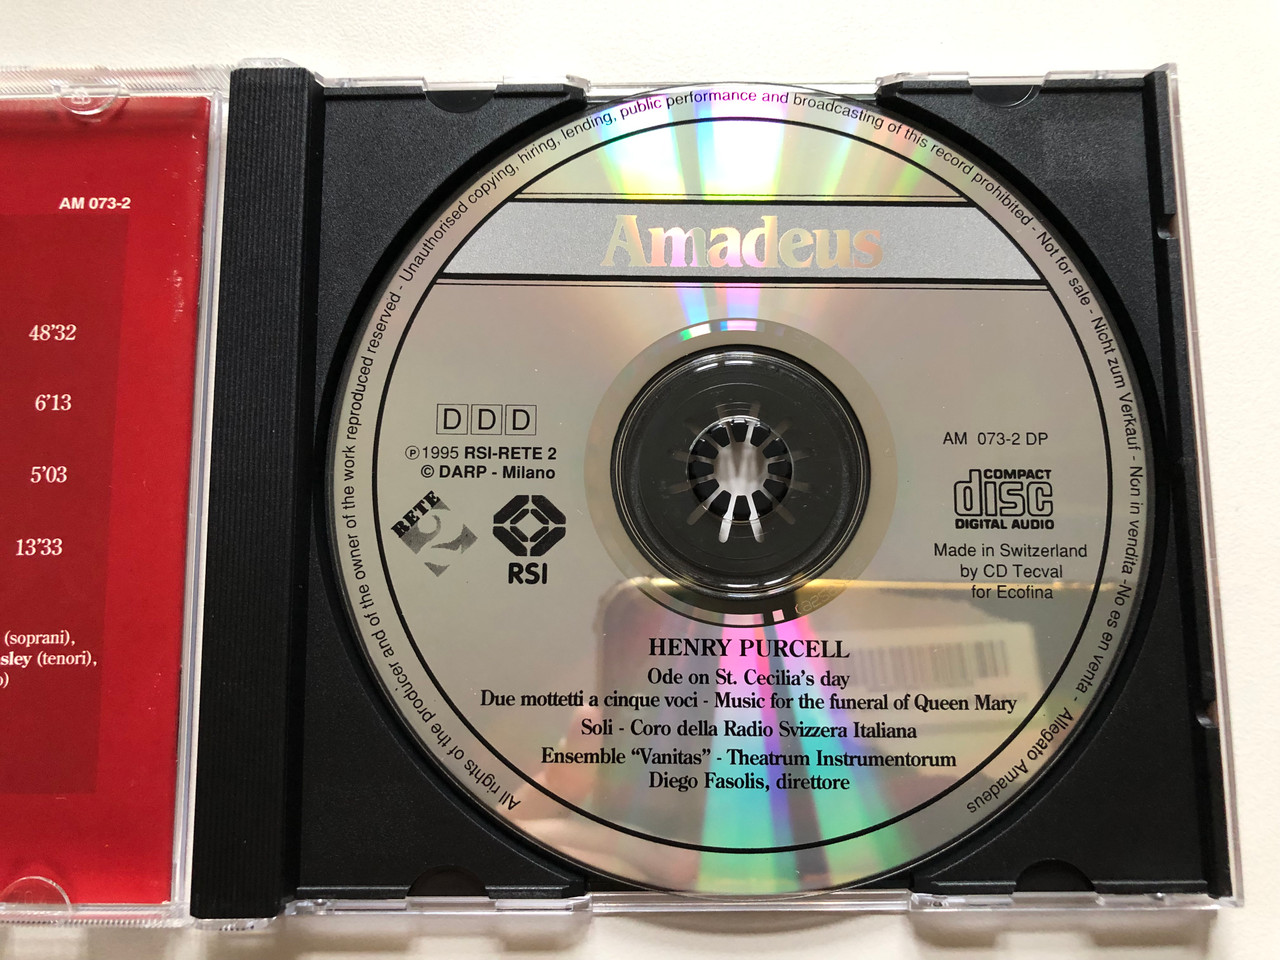 AM 073-2
48'32
6'13
5'03
13'33
(soprani),
sley (tenori),
o)
All rights of the producer and of the owner of the work reproduced reserved - Unauthorised copying, hiring, lending, public performance and broadcasting of this record prohibited - Not for sale - Nicht zum Verkauf - Non in vendita - No es en venta - Allegato Amadeus
Amadeus
DDD
℗ 1995 RSI-RETE 2
© DARP - Milano
RETE
2
RSI
AM 073-2 DP
COMPACT
disc
DIGITAL AUDIO
Made in Switzerland
by CD Tecval
for Ecofina
HENRY PURCELL
Ode on St. Cecilia's day
Due mottetti a cinque voci - Music for the funeral of Queen Mary
Soli - Coro della Radio Svizzera Italiana
Ensemble “Vanitas” - Theatrum Instrumentorum
Diego Fasolis, direttore